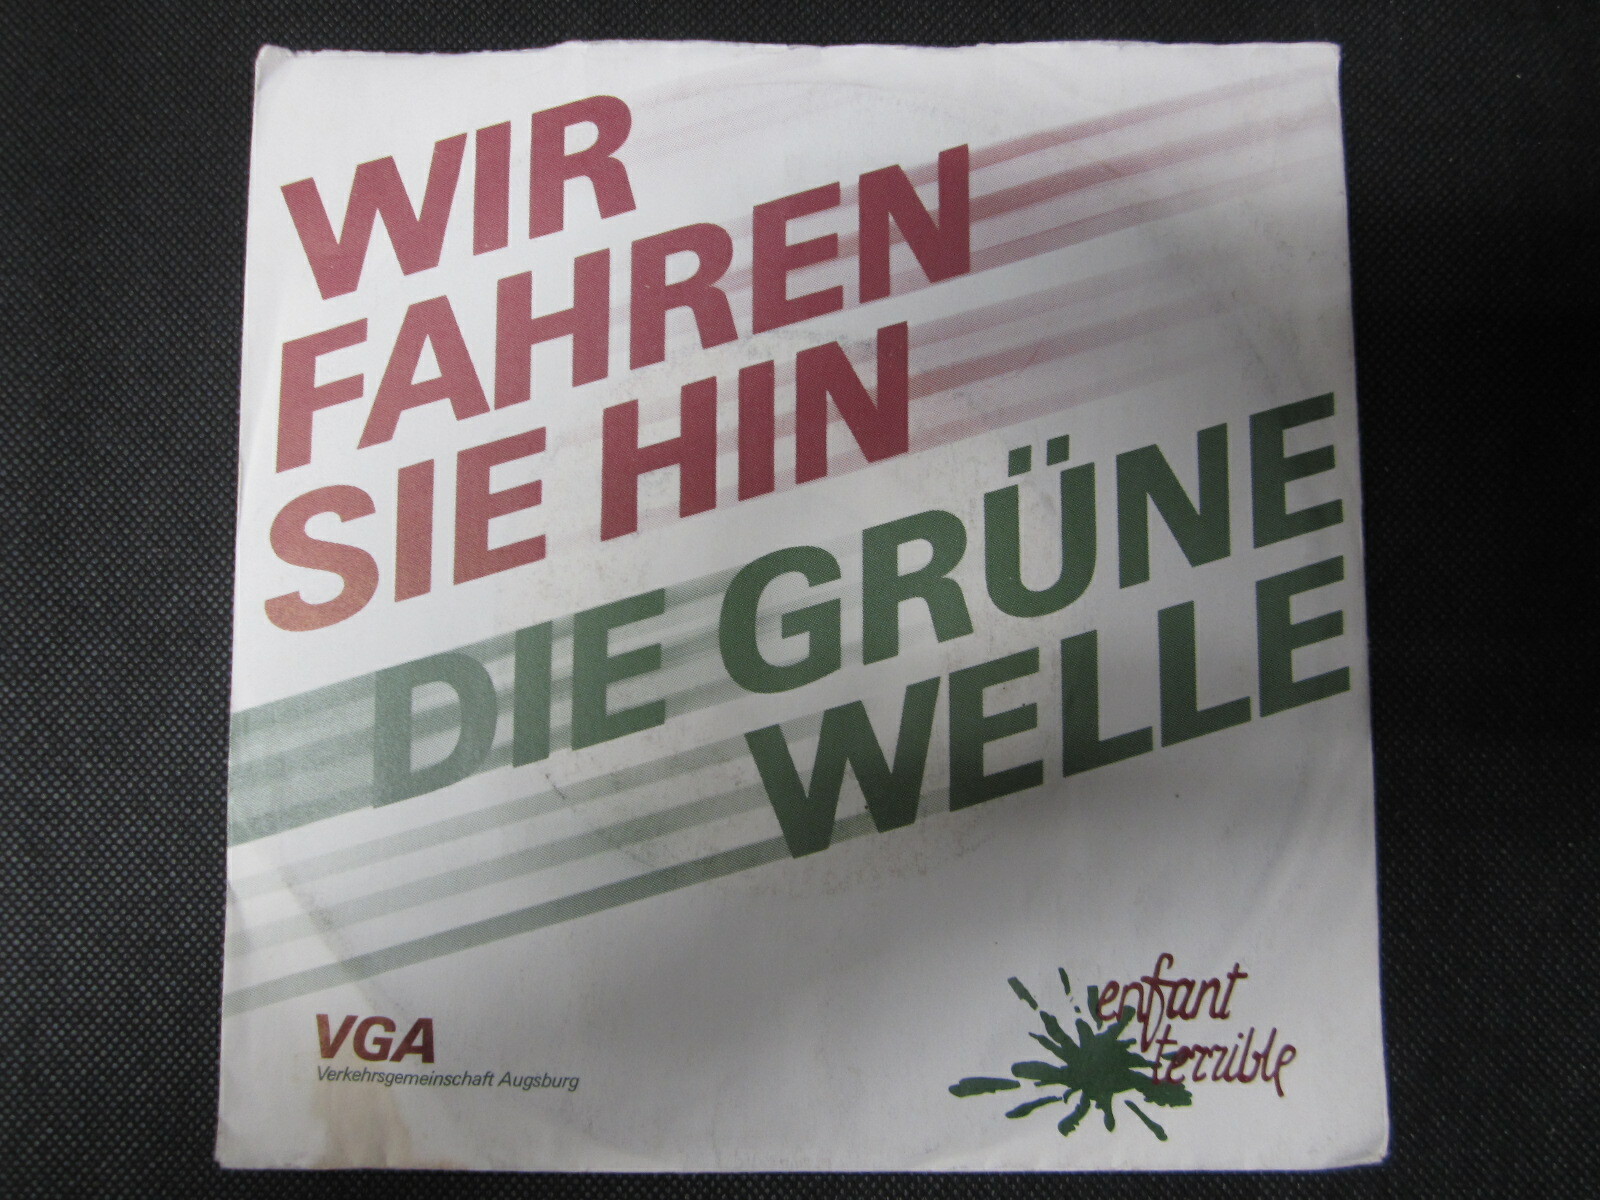 WIR
FAHREN
SIE HIN
DIE GRÜNE
WELLE
VGA
Verkehrsgemeinschaft Augsburg
enfant
terrible